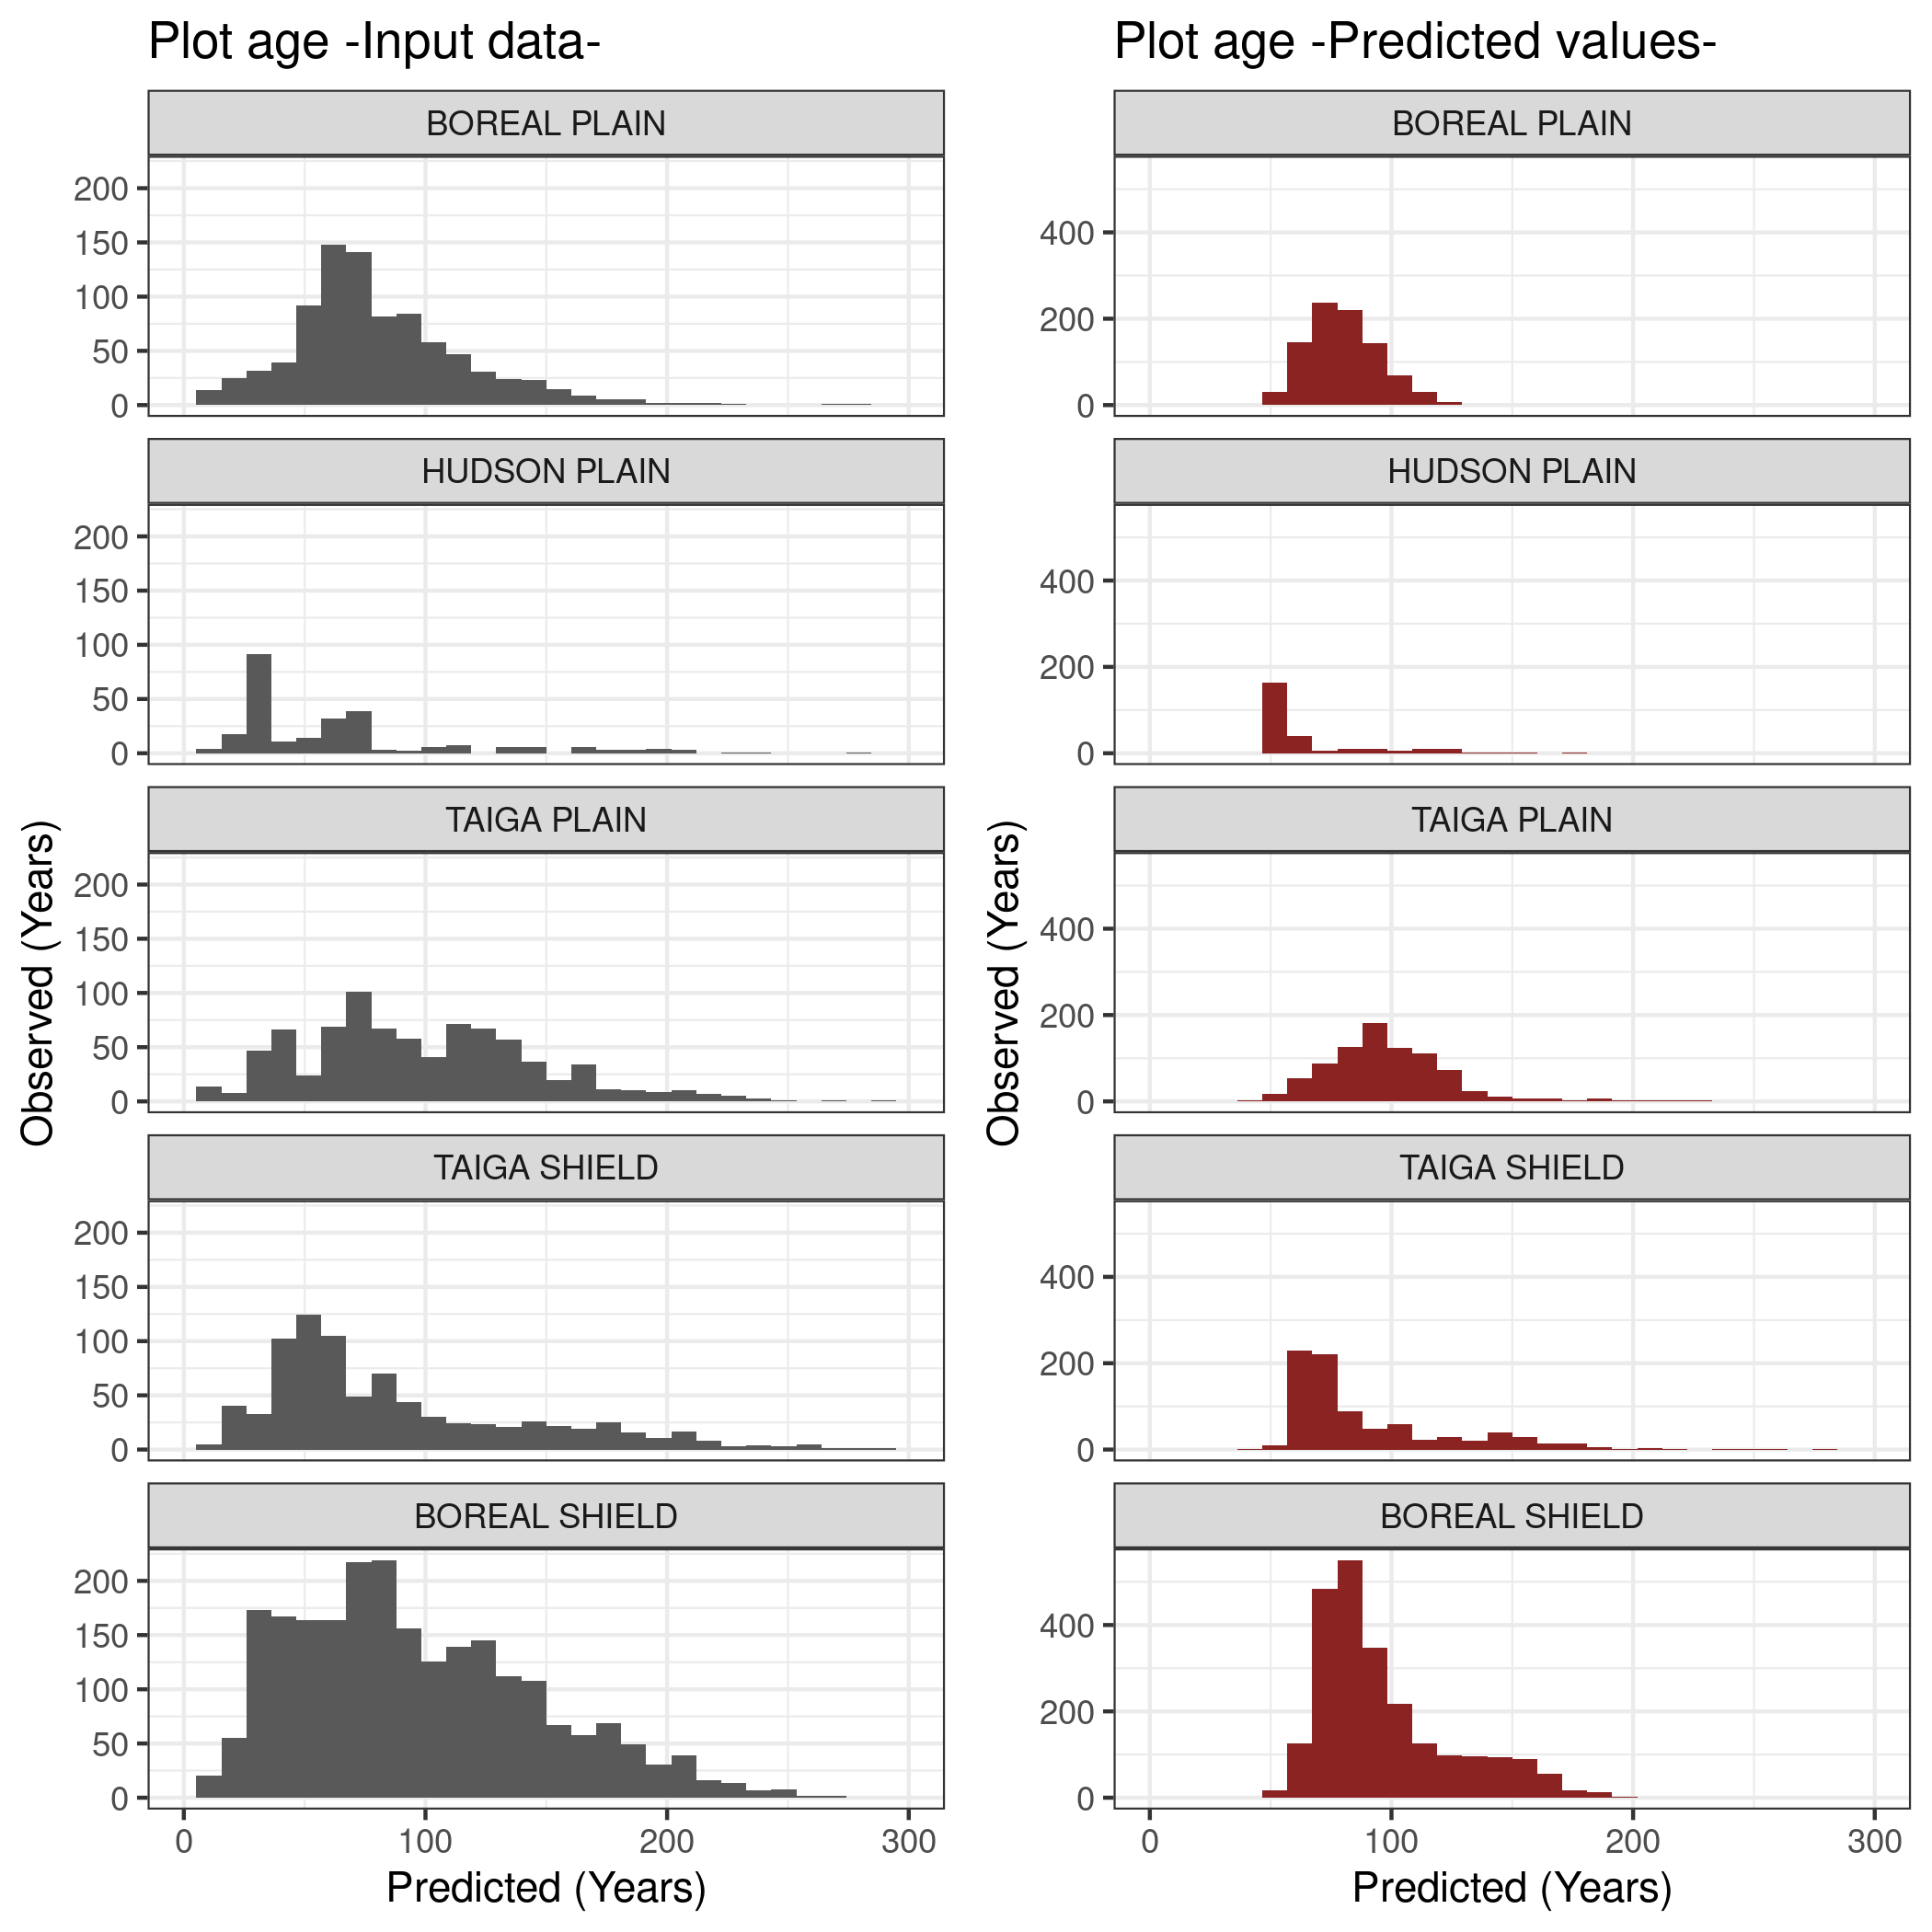 Plot age -Input data-
BOREAL PLAIN
200
150
100
50
0
HUDSON PLAIN
200
150
100
50
0
TAIGA PLAIN
200
150
100
50
0
TAIGA SHIELD
200
150
100
50
0
BOREAL SHIELD
200
150
100
50
0
0 100 200 300
Predicted (Years)
Observed (Years)
Plot age -Predicted values-
BOREAL PLAIN
400
200
0
HUDSON PLAIN
400
200
0
TAIGA PLAIN
400
200
0
TAIGA SHIELD
400
200
0
BOREAL SHIELD
400
200
0
0 100 200 300
Predicted (Years)
Observed (Years)